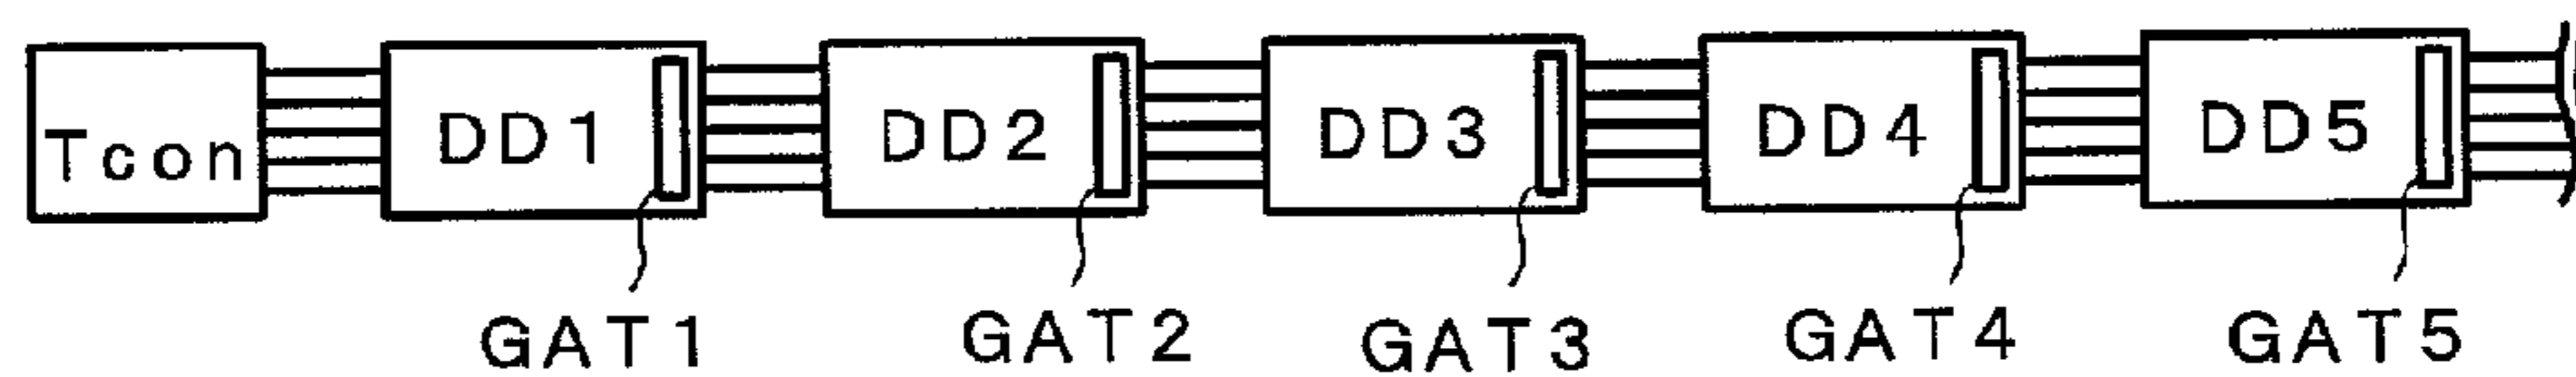 Tcon DD1 DD2 DD3 DD4 DD5
GAT1 GAT2 GAT3 GAT4 GAT5